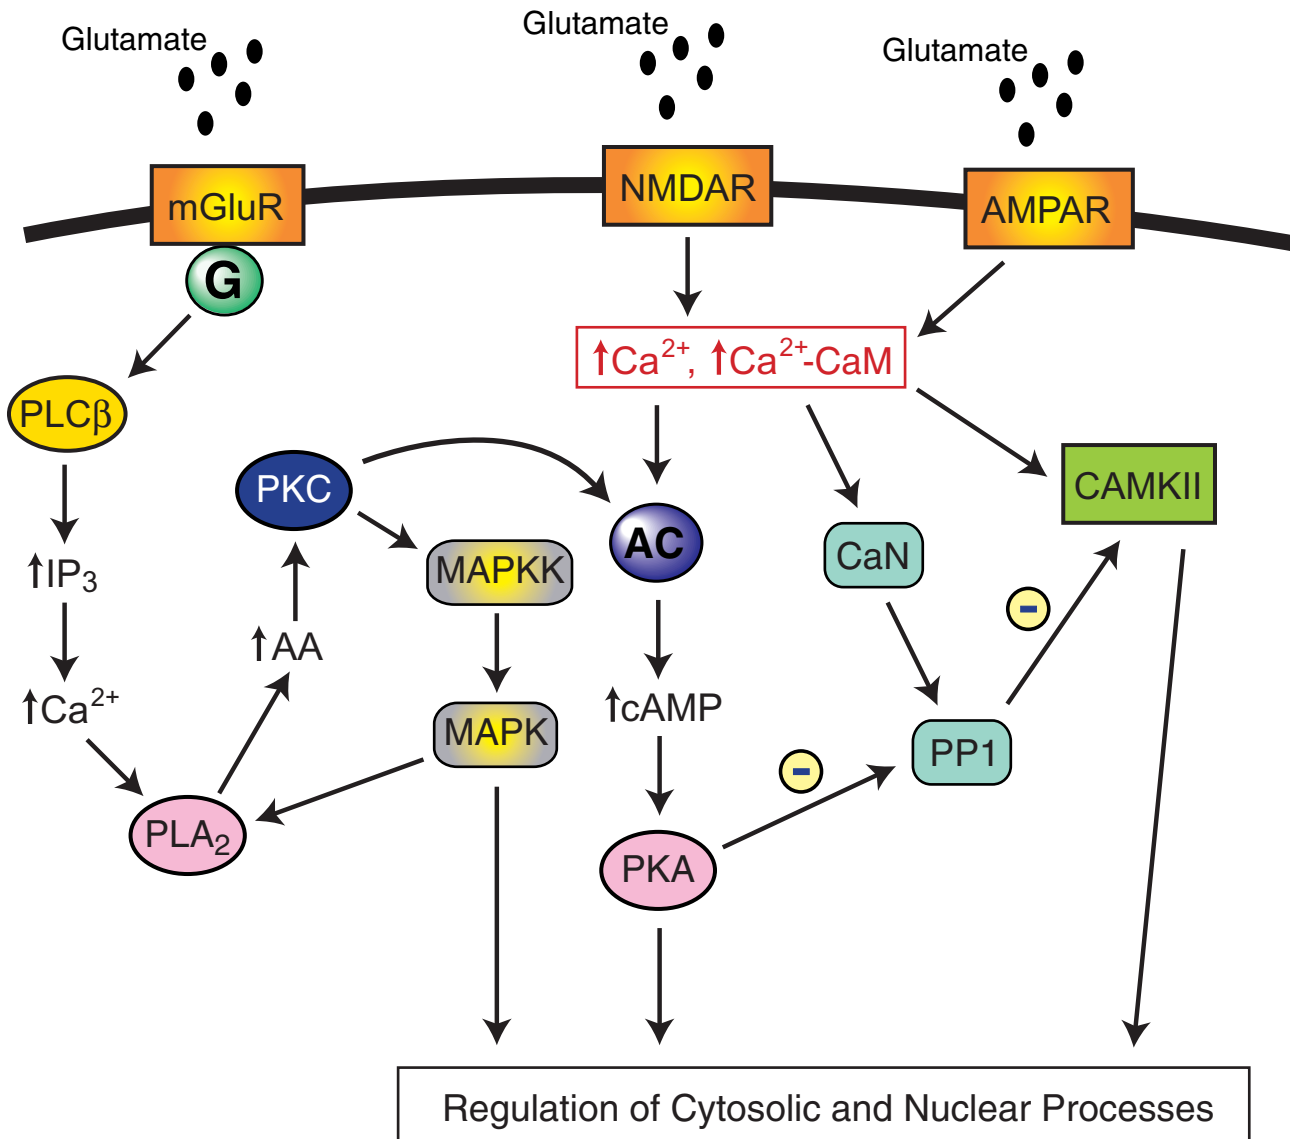 Glutamate
Glutamate
Glutamate
mGluR
NMDAR
AMPAR
G
↑Ca²⁺, ↑Ca²⁺-CaM
PLCβ
PKC
CAMKII
AC
CaN
MAPKK
↑IP₃
↑AA
↑Ca²⁺
MAPK
↑cAMP
PP1
–
–
PLA₂
PKA
Regulation of Cytosolic and Nuclear Processes